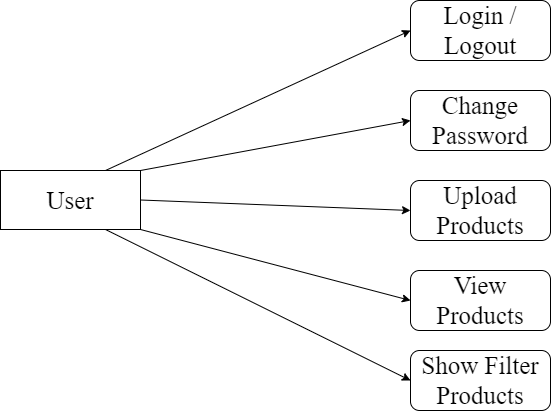 Login /
Logout
Change
Password
User
Upload
Products
View
Products
Show Filter
Products